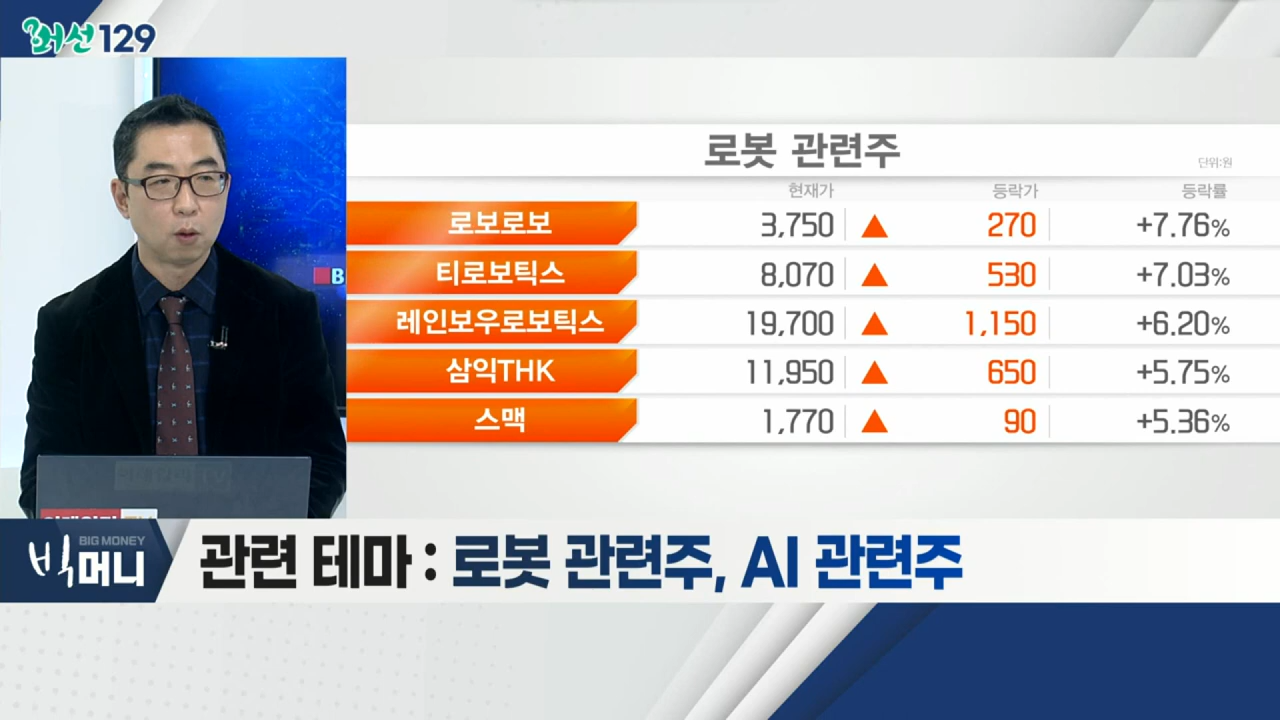 머선129
로봇 관련주
단위:원
현재가 등락가 등락률
로보로보 3,750 ▲ 270 +7.76%
티로보틱스 8,070 ▲ 530 +7.03%
레인보우로보틱스 19,700 ▲ 1,150 +6.20%
삼익THK 11,950 ▲ 650 +5.75%
스맥 1,770 ▲ 90 +5.36%
B
BIG MONEY
빅머니
관련 테마 : 로봇 관련주, AI 관련주